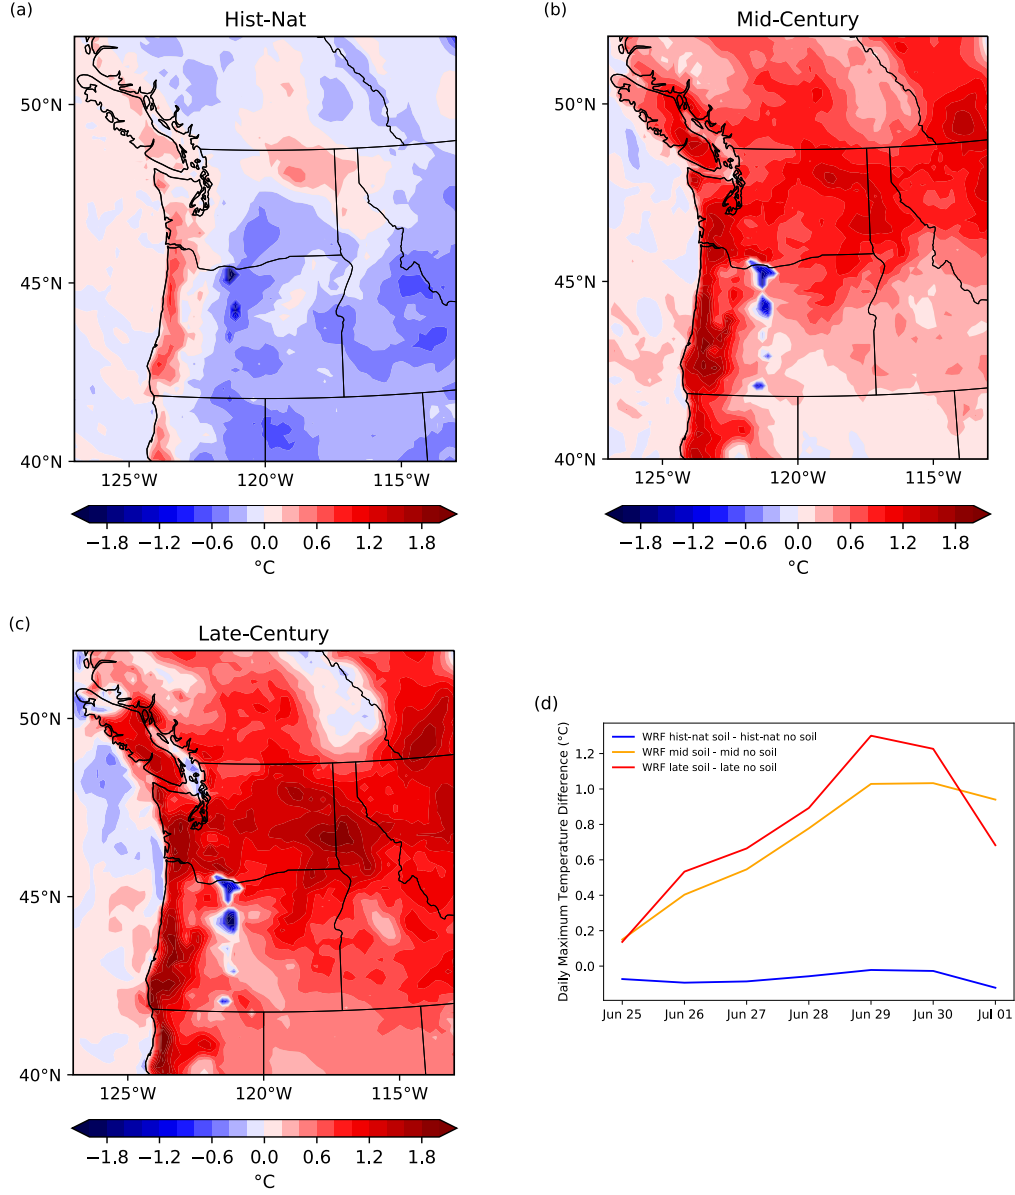 (a)
Hist-Nat
50°N
45°N
40°N
125°W 120°W 115°W
−1.8 −1.2 −0.6 0.0 0.6 1.2 1.8
°C
(b)
Mid-Century
50°N
45°N
40°N
125°W 120°W 115°W
−1.8 −1.2 −0.6 0.0 0.6 1.2 1.8
°C
(c)
Late-Century
50°N
45°N
40°N
125°W 120°W 115°W
−1.8 −1.2 −0.6 0.0 0.6 1.2 1.8
°C
(d)
Daily Maximum Temperature Difference (°C)
1.2
1.0
0.8
0.6
0.4
0.2
0.0
WRF hist-nat soil - hist-nat no soil
WRF mid soil - mid no soil
WRF late soil - late no soil
Jun 25 Jun 26 Jun 27 Jun 28 Jun 29 Jun 30 Jul 01